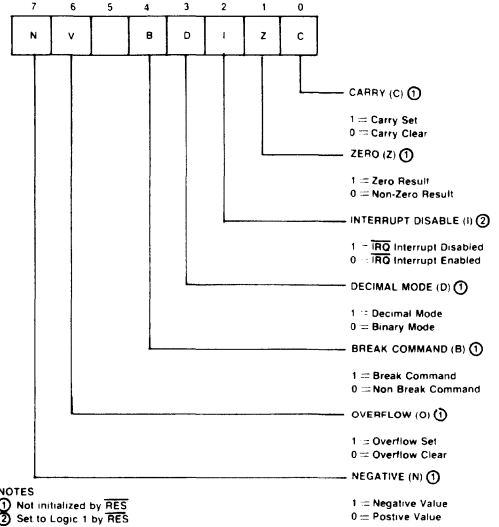 7 6 5 4 3 2 1 0
N V B D I Z C
CARRY (C) ①
1 = Carry Set
0 = Carry Clear
ZERO (Z) ①
1 = Zero Result
0 = Non-Zero Result
INTERRUPT DISABLE (I) ②
1 = IRQ Interrupt Disabled
0 = IRQ Interrupt Enabled
DECIMAL MODE (D) ①
1 = Decimal Mode
0 = Binary Mode
BREAK COMMAND (B) ①
1 = Break Command
0 = Non Break Command
OVERFLOW (O) ①
1 = Overflow Set
0 = Overflow Clear
NEGATIVE (N) ①
1 = Negative Value
0 = Postive Value
NOTES
① Not initialized by RES
② Set to Logic 1 by RES